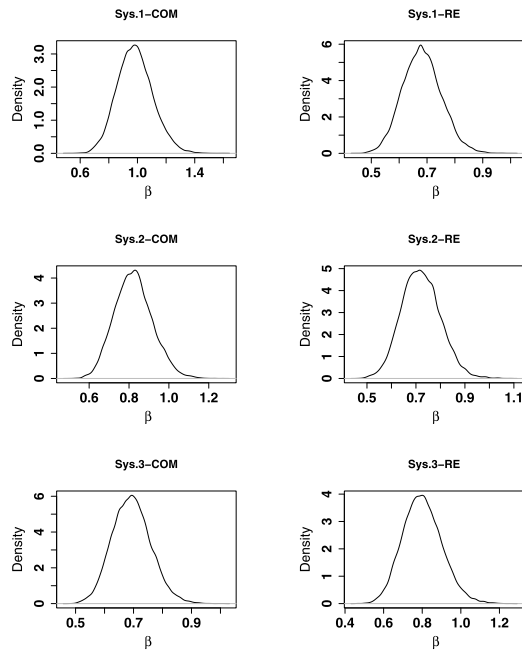 Sys.1−COM
Density
0.0 1.0 2.0 3.0
0.6 1.0 1.4
β
Sys.1−RE
Density
0 2 4 6
0.5 0.7 0.9
β
Sys.2−COM
Density
0 1 2 3 4
0.6 0.8 1.0 1.2
β
Sys.2−RE
Density
0 1 2 3 4 5
0.5 0.7 0.9 1.1
β
Sys.3−COM
Density
0 2 4 6
0.5 0.7 0.9
β
Sys.3−RE
Density
0 1 2 3 4
0.4 0.6 0.8 1.0 1.2
β